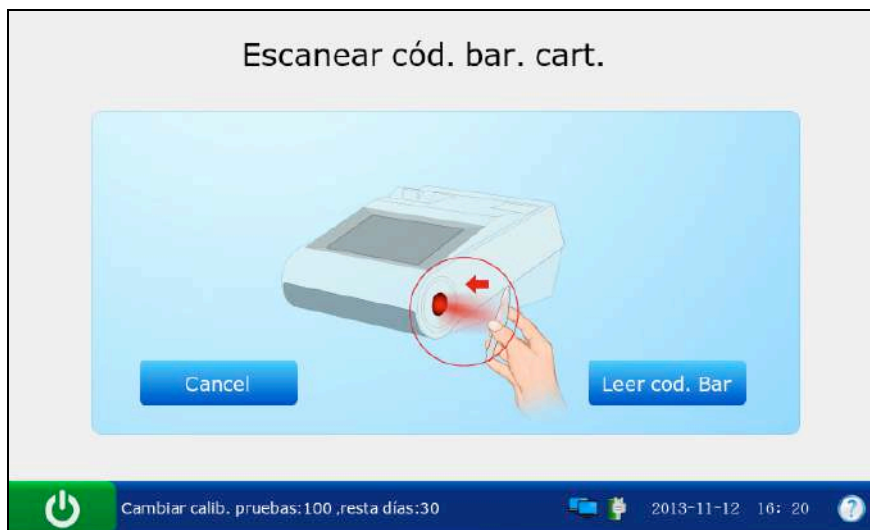 Escanear cód. bar. cart.
Cancel
Leer cod. Bar
Cambiar calib. pruebas:100 ,resta días:30
2013-11-12 16: 20
?